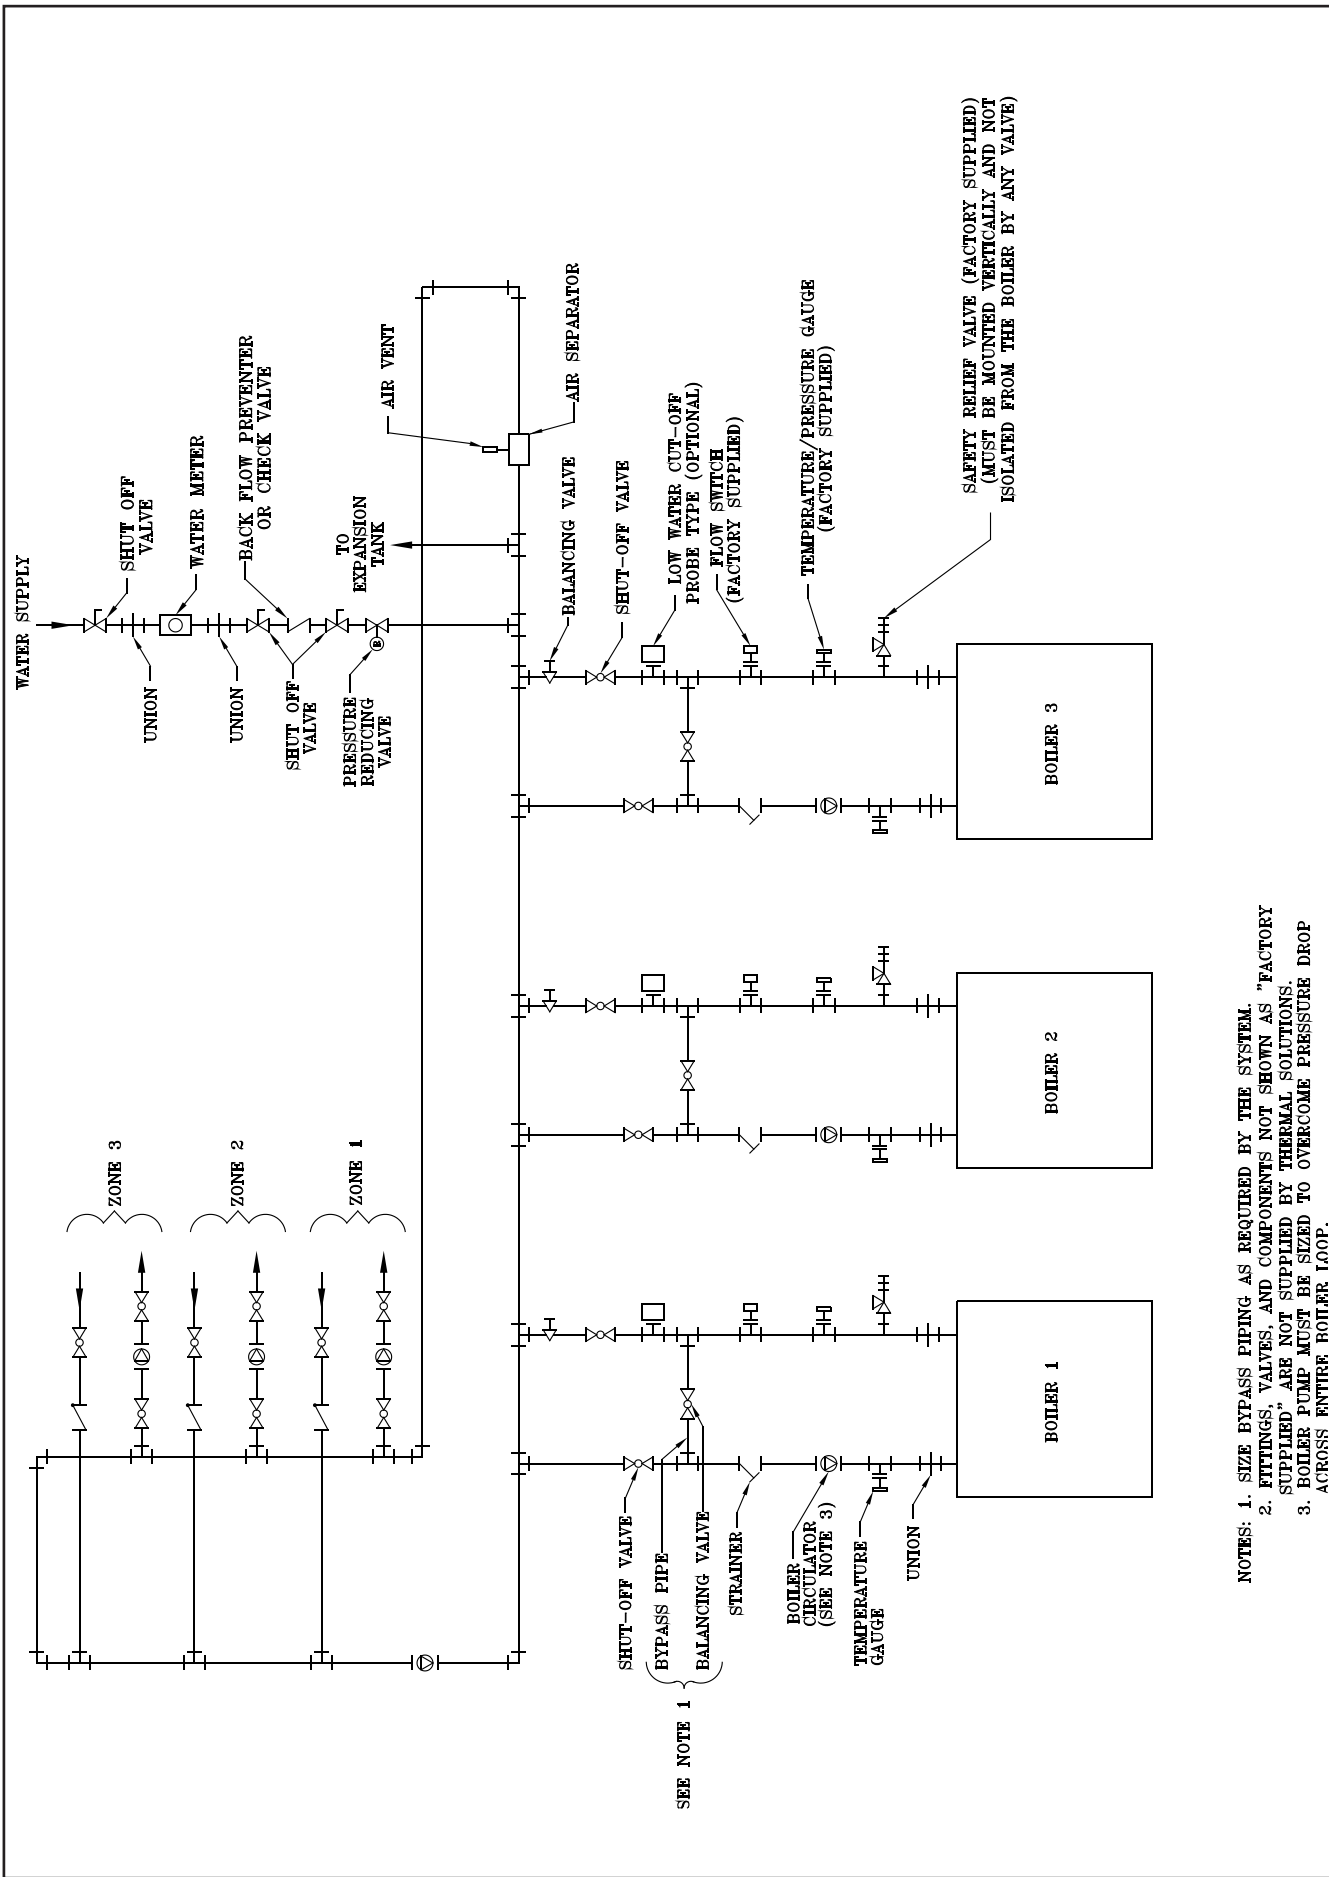 WATER SUPPLY
SHUT OFF
VALVE
WATER METER
BACK FLOW PREVENTER
OR CHECK VALVE
UNION
UNION
SHUT OFF
VALVE
PRESSURE
REDUCING
VALVE
B
TO
EXPANSION
TANK
AIR VENT
AIR SEPARATOR
ZONE 3
ZONE 2
ZONE 1
BALANCING VALVE
SHUT-OFF VALVE
LOW WATER CUT-OFF
PROBE TYPE (OPTIONAL)
FLOW SWITCH
(FACTORY SUPPLIED)
TEMPERATURE/PRESSURE GAUGE
(FACTORY SUPPLIED)
SAFETY RELIEF VALVE (FACTORY SUPPLIED)
(MUST BE MOUNTED VERTICALLY AND NOT
ISOLATED FROM THE BOILER BY ANY VALVE)
SEE NOTE 1
SHUT-OFF VALVE
BYPASS PIPE
BALANCING VALVE
STRAINER
BOILER
CIRCULATOR
(SEE NOTE 3)
TEMPERATURE
GAUGE
UNION
BOILER 1
BOILER 2
BOILER 3
NOTES: 1. SIZE BYPASS PIPING AS REQUIRED BY THE SYSTEM.
2. FITTINGS, VALVES, AND COMPONENTS NOT SHOWN AS "FACTORY
SUPPLIED" ARE NOT SUPPLIED BY THERMAL SOLUTIONS.
3. BOILER PUMP MUST BE SIZED TO OVERCOME PRESSURE DROP
ACROSS ENTIRE BOILER LOOP.